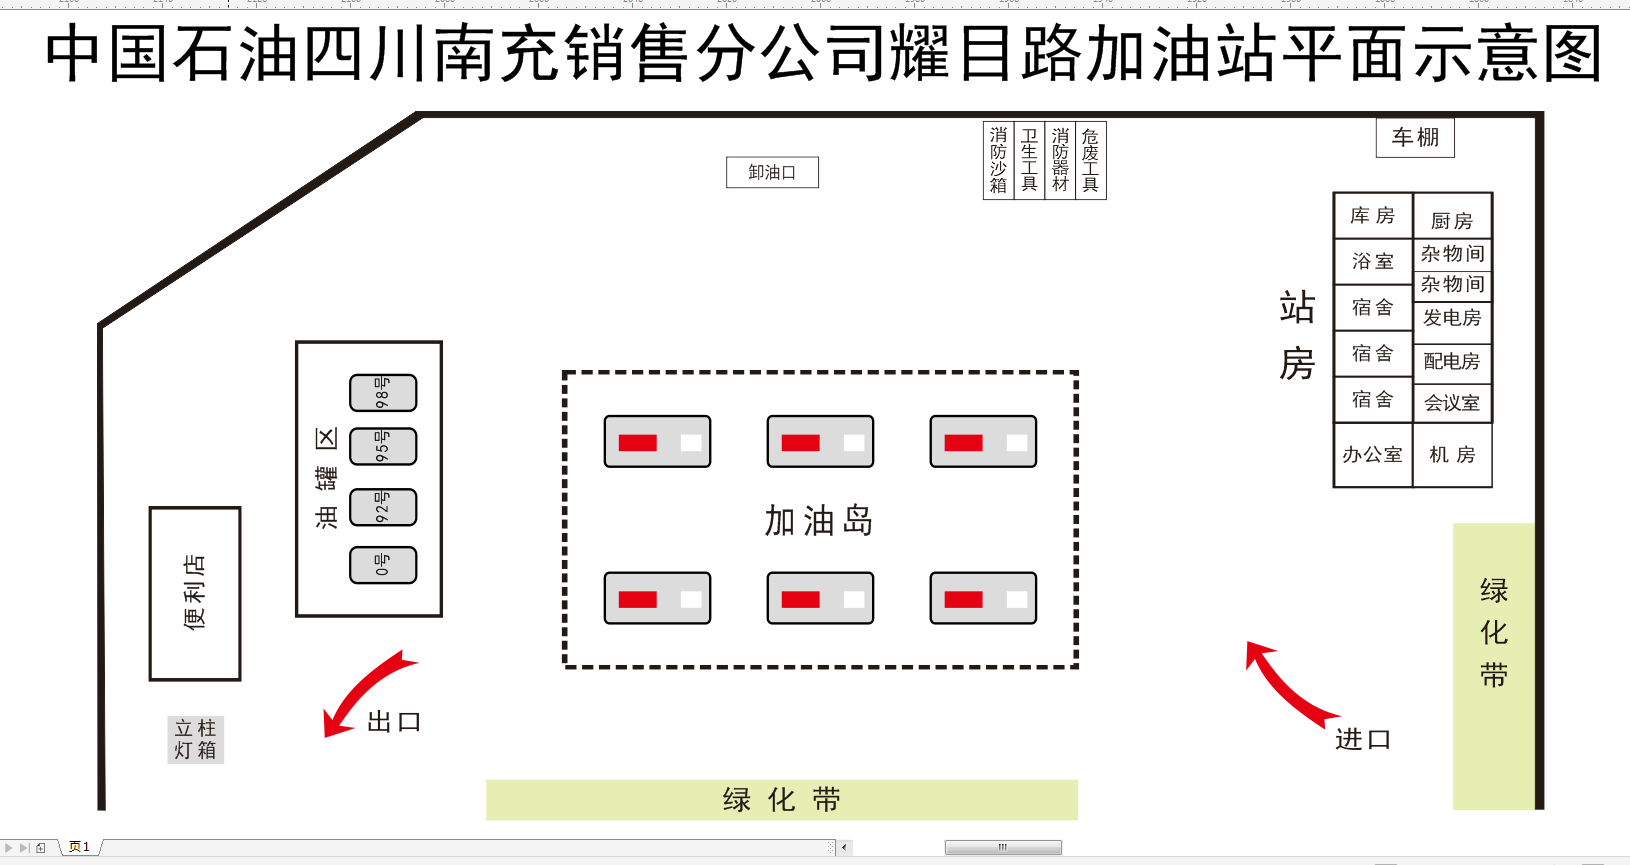 中国石油四川南充销售分公司耀目路加油站平面示意图
卸油口
消防沙箱
卫生工具
消防器材
危废工具
车棚
站房
库房
厨房
浴室
杂物间
杂物间
宿舍
发电房
宿舍
配电房
宿舍
会议室
办公室
机房
油罐区
98号
95号
92号
0号
加油岛
便利店
立柱
灯箱
出口
进口
绿化带
绿化带
页1